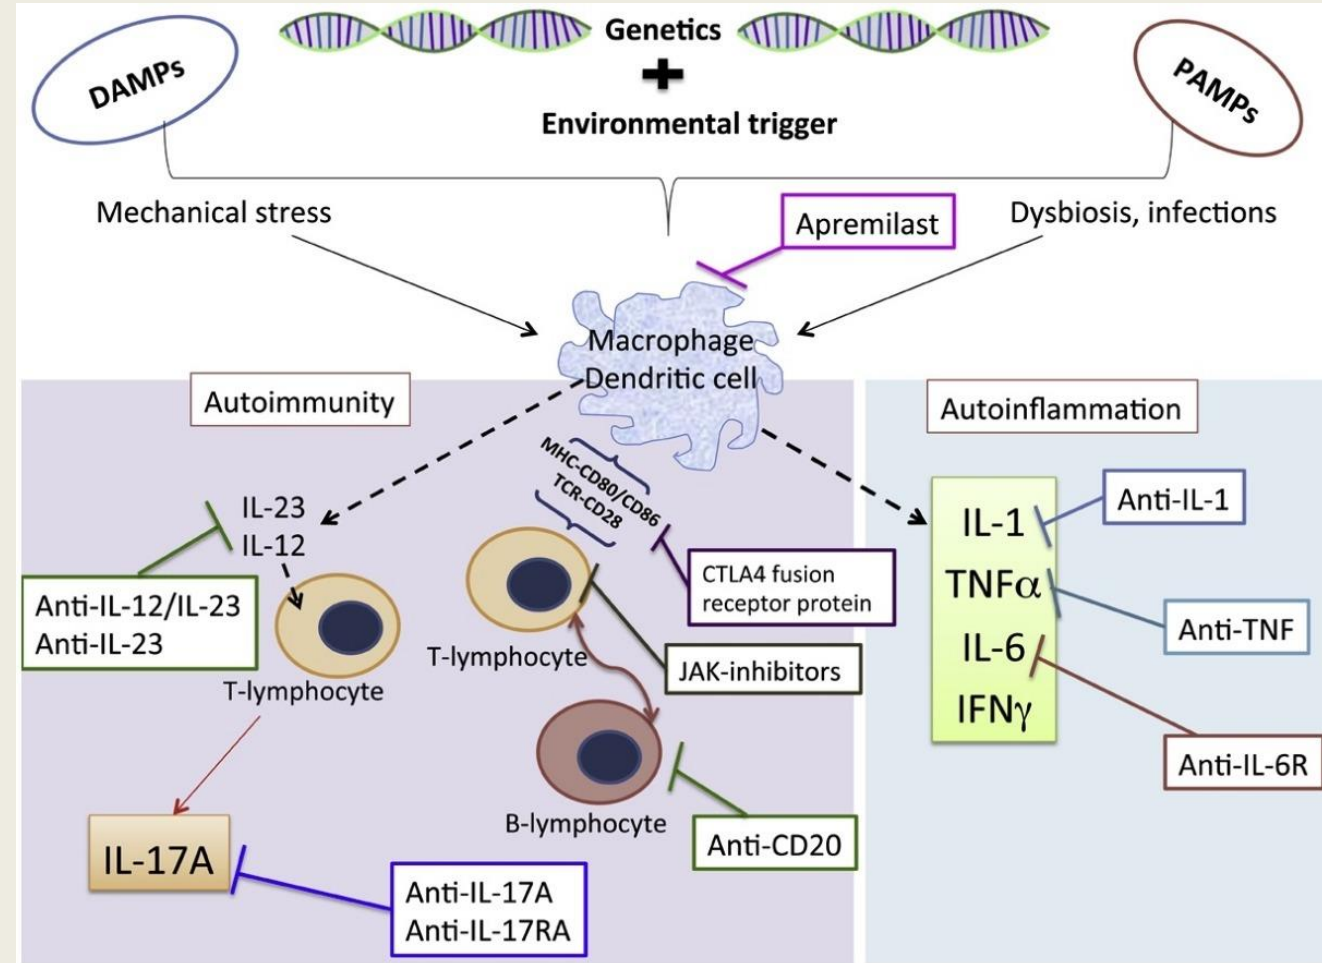 DAMPs
Genetics
PAMPs
Environmental trigger
Mechanical stress
Dysbiosis, infections
Apremilast
Macrophage
Dendritic cell
Autoimmunity
Autoinflammation
MHC-CD80/CD86
TCR-CD28
IL-23
IL-12
Anti-IL-12/IL-23
Anti-IL-23
T-lymphocyte
T-lymphocyte
CTLA4 fusion
receptor protein
JAK-inhibitors
B-lymphocyte
Anti-CD20
IL-17A
Anti-IL-17A
Anti-IL-17RA
IL-1
TNFα
IL-6
IFNγ
Anti-IL-1
Anti-TNF
Anti-IL-6R